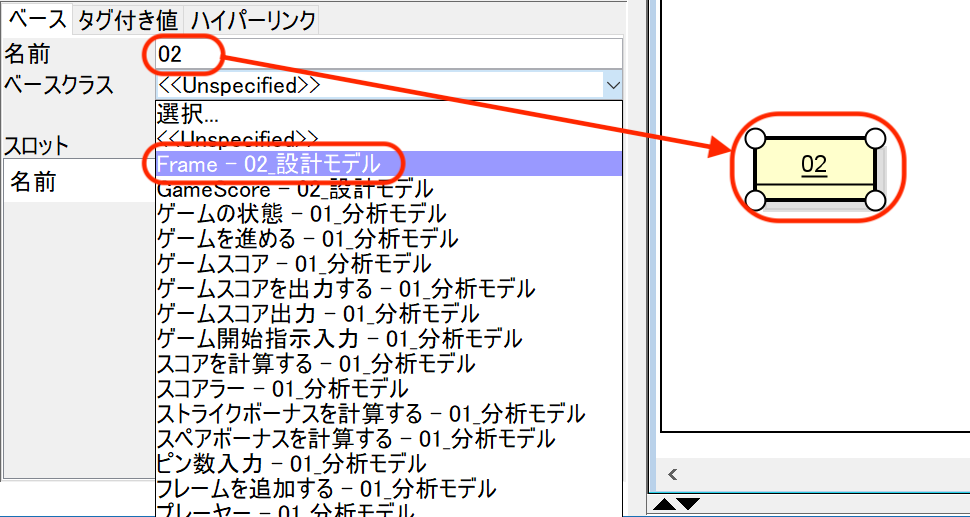 ベース タグ付き値 ハイパーリンク
名前 02
ベースクラス <<Unspecified>>
選択...
<<Unspecified>>
スロット
Frame - 02_設計モデル
名前
GameScore - 02_設計モデル
ゲームの状態 - 01_分析モデル
ゲームを進める - 01_分析モデル
ゲームスコア - 01_分析モデル
ゲームスコアを出力する - 01_分析モデル
ゲームスコア出力 - 01_分析モデル
ゲーム開始指示入力 - 01_分析モデル
スコアを計算する - 01_分析モデル
スコアラー - 01_分析モデル
ストライクボーナスを計算する - 01_分析モデル
スペアボーナスを計算する - 01_分析モデル
ピン数入力 - 01_分析モデル
フレームを追加する - 01_分析モデル
プレーヤー - 01_分析モデル
02